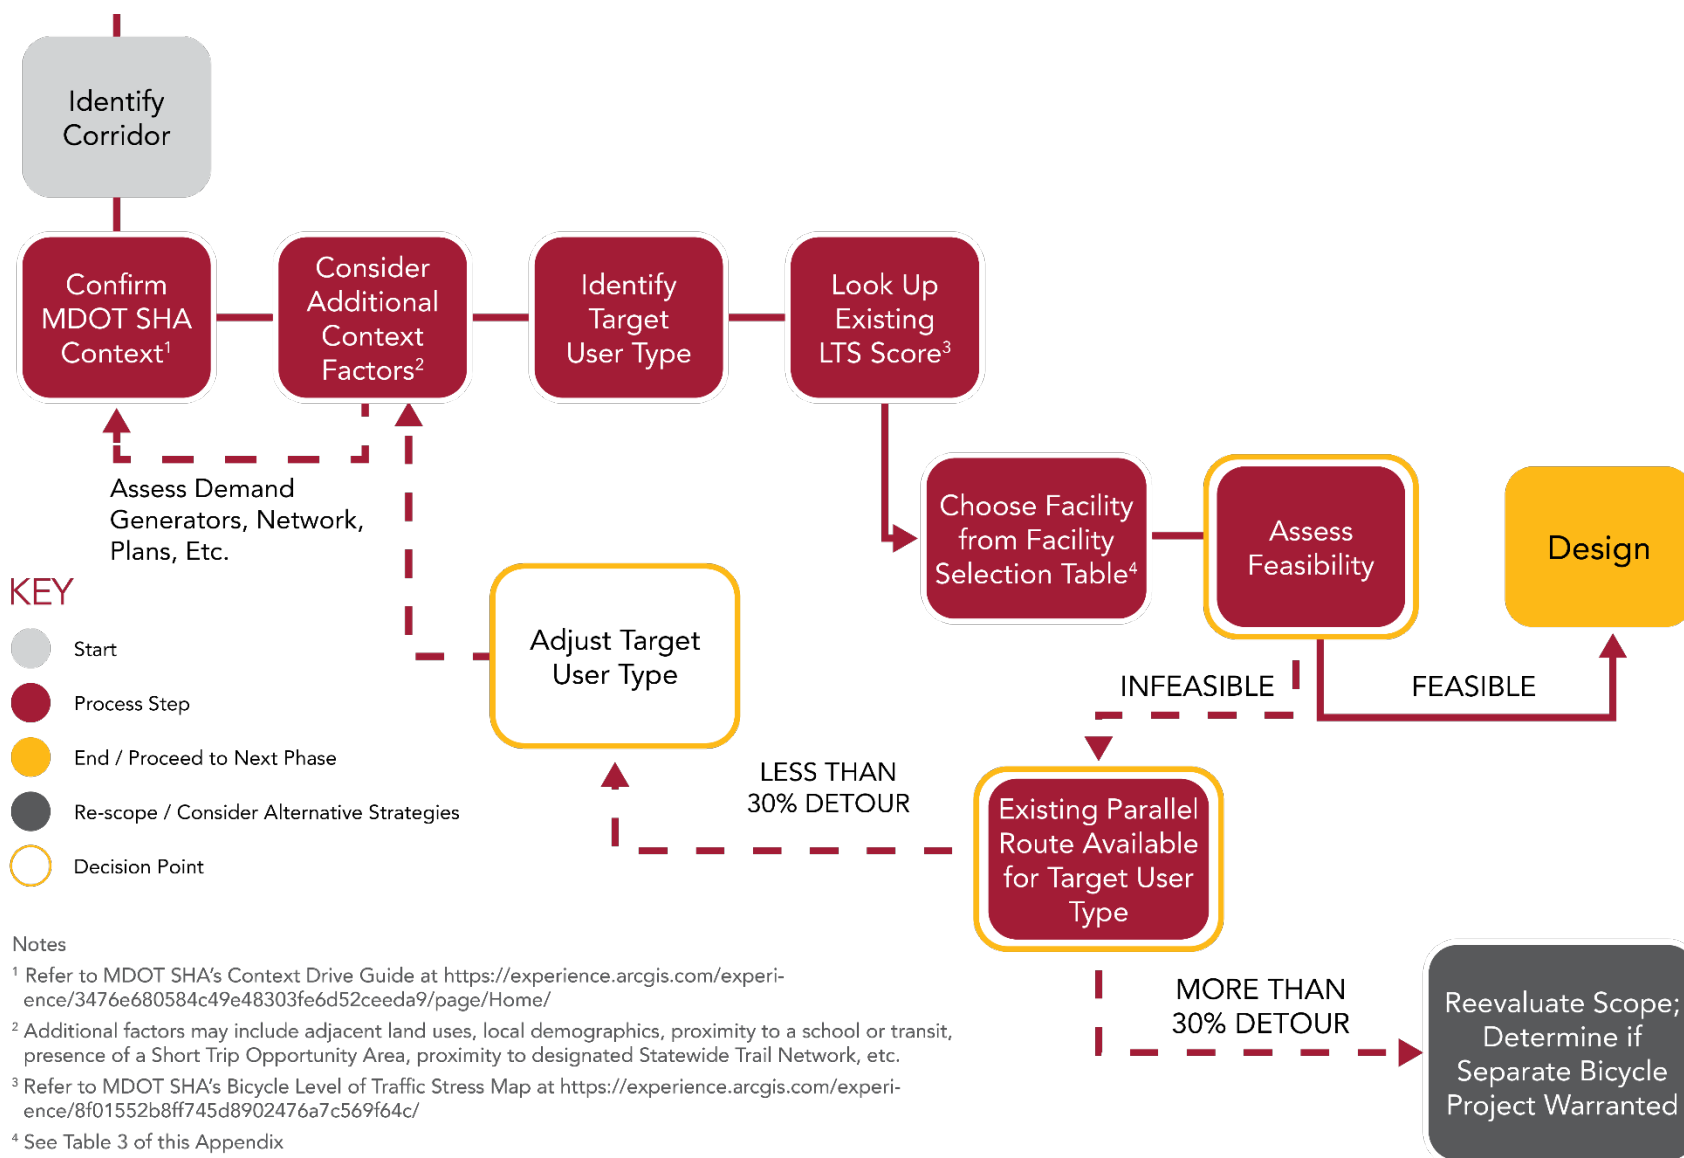 Identify
Corridor
Confirm
MDOT SHA
Context¹
Consider
Additional
Context
Factors²
Identify
Target
User Type
Look Up
Existing
LTS Score³
Assess Demand
Generators, Network,
Plans, Etc.
Choose Facility
from Facility
Selection Table⁴
Assess
Feasibility
Design
Adjust Target
User Type
INFEASIBLE
FEASIBLE
LESS THAN
30% DETOUR
Existing Parallel
Route Available
for Target User
Type
MORE THAN
30% DETOUR
Reevaluate Scope;
Determine if
Separate Bicycle
Project Warranted
KEY
Start
Process Step
End / Proceed to Next Phase
Re-scope / Consider Alternative Strategies
Decision Point
Notes
¹ Refer to MDOT SHA’s Context Drive Guide at https://experience.arcgis.com/experi-
ence/3476e680584c49e48303fe6d52ceeda9/page/Home/
² Additional factors may include adjacent land uses, local demographics, proximity to a school or transit,
presence of a Short Trip Opportunity Area, proximity to designated Statewide Trail Network, etc.
³ Refer to MDOT SHA’s Bicycle Level of Traffic Stress Map at https://experience.arcgis.com/experi-
ence/8f01552b8ff745d8902476a7c569f64c/
⁴ See Table 3 of this Appendix